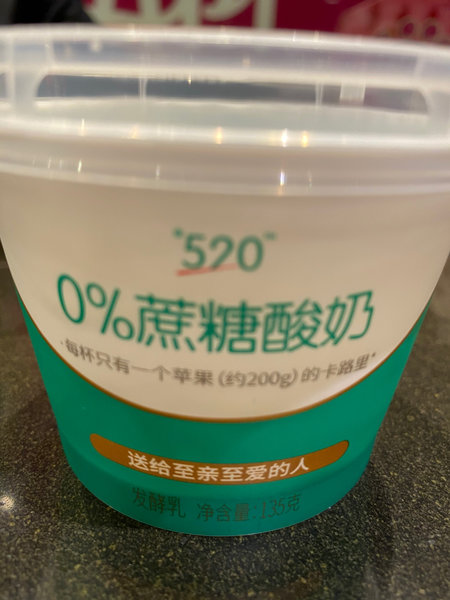 "520"
0%蔗糖酸奶
·每杯只有一个苹果(约200g)的卡路里*
送给至亲至爱的人
发酵乳 净含量:135克